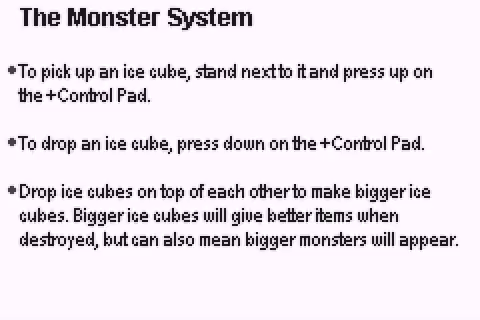 The Monster System
•To pick up an ice cube, stand next to it and press up on
the +Control Pad.
•To drop an ice cube, press down on the +Control Pad.
•Drop ice cubes on top of each other to make bigger ice
cubes. Bigger ice cubes will give better items when
destroyed, but can also mean bigger monsters will appear.